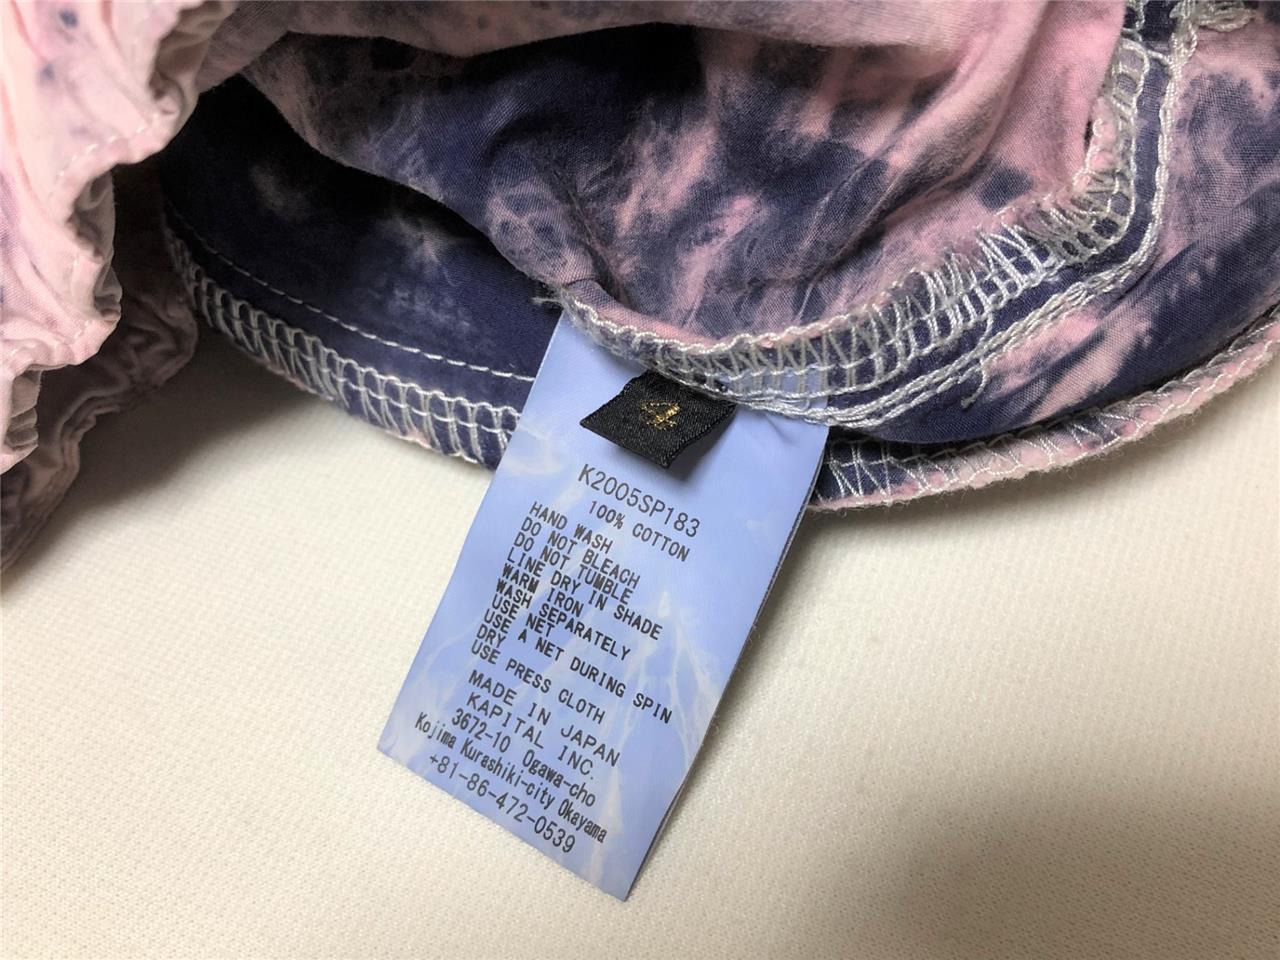 4
K2005SP183
100% COTTON
HAND WASH
DO NOT BLEACH
DO NOT TUMBLE
LINE DRY IN SHADE
WARM IRON
WASH SEPARATELY
USE NET
DRY A NET DURING SPIN
USE PRESS CLOTH
MADE IN JAPAN
KAPITAL INC.
3672-10 Ogawa-cho
Kojima Kurashiki-city Okayama
+81-86-472-0539